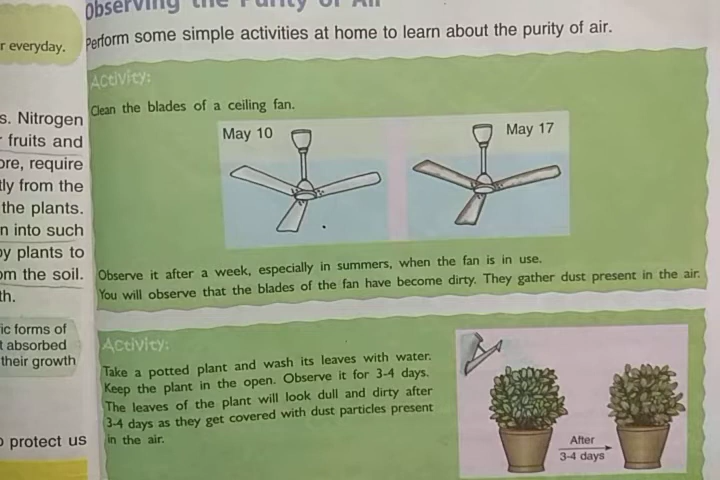 Observing the Purity of Air
r everyday.
Perform some simple activities at home to learn about the purity of air.
Activity:
Clean the blades of a ceiling fan.
May 10
May 17
Observe it after a week, especially in summers, when the fan is in use.
You will observe that the blades of the fan have become dirty. They gather dust present in the air.
Activity:
Take a potted plant and wash its leaves with water.
Keep the plant in the open. Observe it for 3-4 days.
The leaves of the plant will look dull and dirty after
3-4 days as they get covered with dust particles present
in the air.
After
3-4 days
s. Nitrogen
fruits and
ore, require
tly from the
the plants.
n into such
by plants to
om the soil.
th.
ic forms of
t absorbed
their growth
o protect us